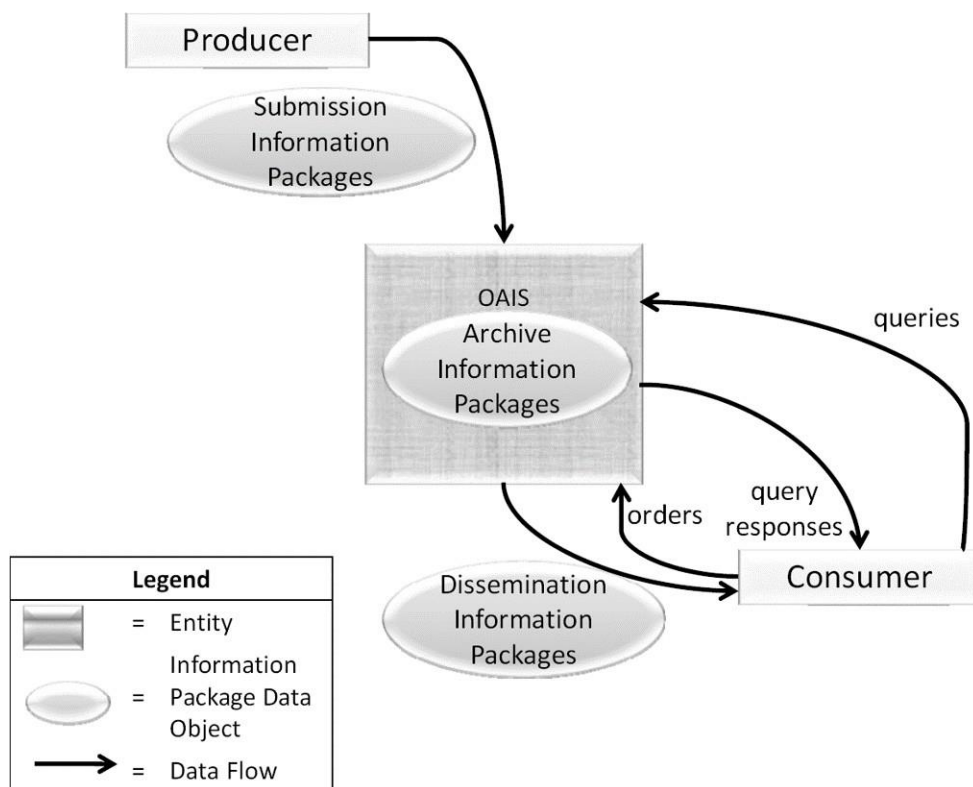 Producer
Submission
Information
Packages
OAIS
Archive
Information
Packages
queries
query
responses
orders
Consumer
Dissemination
Information
Packages
Legend
= Entity
Information
= Package Data
Object
= Data Flow